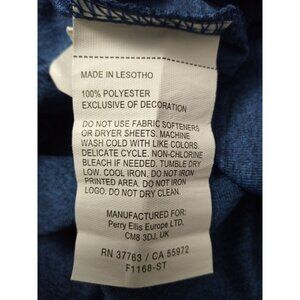 MADE IN LESOTHO
100% POLYESTER
EXCLUSIVE OF DECORATION
DO NOT USE FABRIC SOFTENERS
OR DRYER SHEETS. MACHINE
WASH COLD WITH LIKE COLORS.
DELICATE CYCLE. NON-CHLORINE
BLEACH IF NEEDED. TUMBLE DRY
LOW. COOL IRON. DO NOT IRON
PRINTED AREA. DO NOT IRON
LOGO. DO NOT DRY CLEAN.
MANUFACTURED FOR:
Perry Ellis Europe LTD,
CM8 3DJ, UK
RN 37763 / CA 55972
F1168-ST